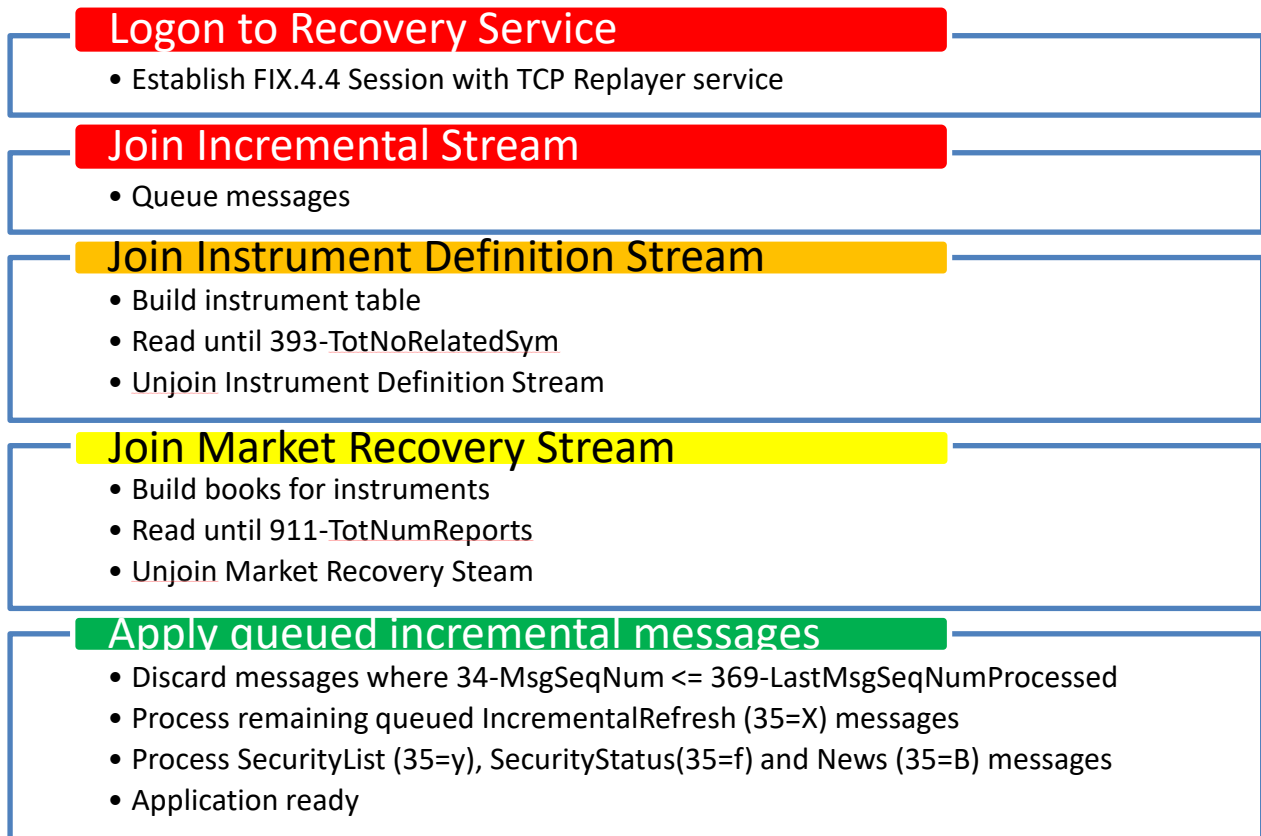 Logon to Recovery Service
• Establish FIX.4.4 Session with TCP Replayer service
Join Incremental Stream
• Queue messages
Join Instrument Definition Stream
• Build instrument table
• Read until 393-TotNoRelatedSym
• Unjoin Instrument Definition Stream
Join Market Recovery Stream
• Build books for instruments
• Read until 911-TotNumReports
• Unjoin Market Recovery Steam
Apply queued incremental messages
• Discard messages where 34-MsgSeqNum <= 369-LastMsgSeqNumProcessed
• Process remaining queued IncrementalRefresh (35=X) messages
• Process SecurityList (35=y), SecurityStatus(35=f) and News (35=B) messages
• Application ready